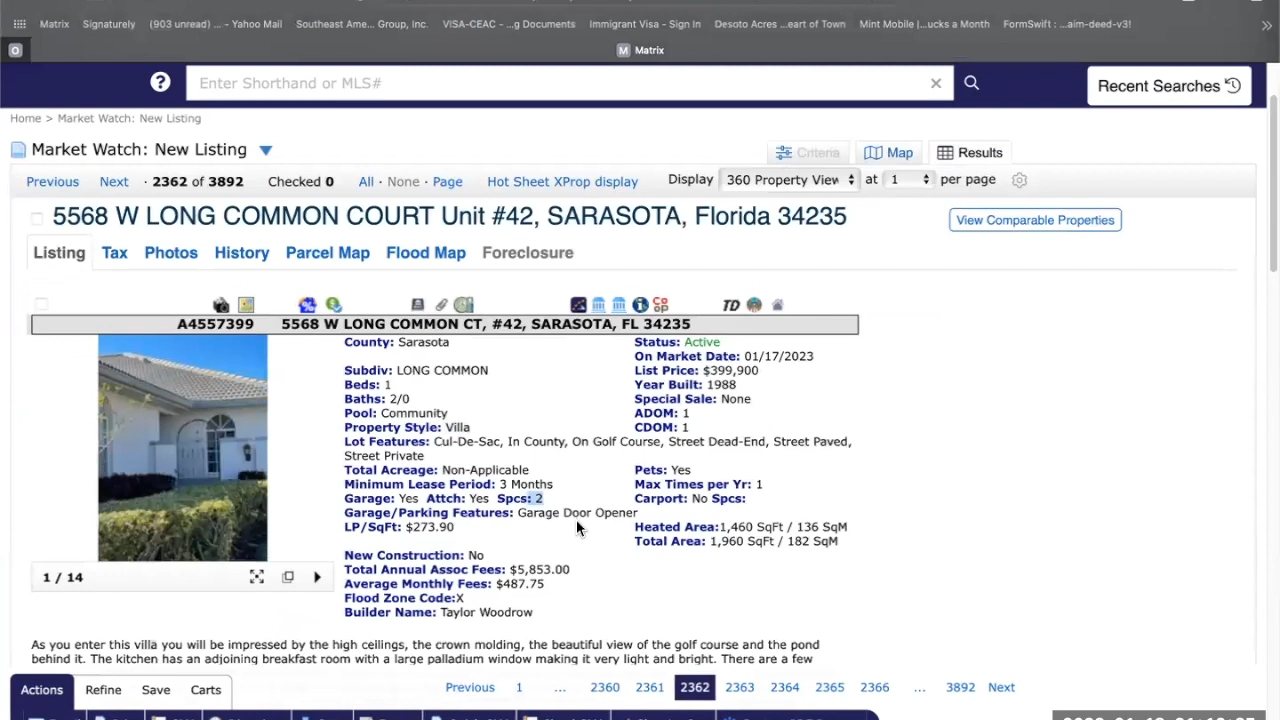 Matrix Signaturely (903 unread) ... - Yahoo Mail Southeast Ame... Group, Inc. VISA-CEAC -...g Documents Immigrant Visa - Sign In Desoto Acres ...eart of Town Mint Mobile |...ucks a Month FormSwift : ...aim-deed-v3!
O M Matrix
? Enter Shorthand or MLS# Recent Searches
Home > Market Watch: New Listing
Market Watch: New Listing Criteria Map Results
Previous Next · 2362 of 3892 Checked 0 All · None · Page Hot Sheet XProp display Display 360 Property View at 1 per page
5568 W LONG COMMON COURT Unit #42, SARASOTA, Florida 34235 View Comparable Properties
Listing Tax Photos History Parcel Map Flood Map Foreclosure
CO OP TD
A4557399 5568 W LONG COMMON CT, #42, SARASOTA, FL 34235
County: Sarasota Status: Active
On Market Date: 01/17/2023
Subdiv: LONG COMMON List Price: $399,900
Beds: 1 Year Built: 1988
Baths: 2/0 Special Sale: None
Pool: Community ADOM: 1
Property Style: Villa CDOM: 1
Lot Features: Cul-De-Sac, In County, On Golf Course, Street Dead-End, Street Paved,
Street Private
Total Acreage: Non-Applicable Pets: Yes
Minimum Lease Period: 3 Months Max Times per Yr: 1
Garage: Yes Attch: Yes Spcs: 2 Carport: No Spcs:
Garage/Parking Features: Garage Door Opener
LP/SqFt: $273.90 Heated Area:1,460 SqFt / 136 SqM
Total Area: 1,960 SqFt / 182 SqM
New Construction: No
Total Annual Assoc Fees: $5,853.00
Average Monthly Fees: $487.75
Flood Zone Code:X
Builder Name: Taylor Woodrow
1 / 14
As you enter this villa you will be impressed by the high ceilings, the crown molding, the beautiful view of the golf course and the pond
behind it. The kitchen has an adjoining breakfast room with a large palladium window making it very light and bright. There are a few
Actions Refine Save Carts Previous 1 ... 2360 2361 2362 2363 2364 2365 2366 ... 3892 Next